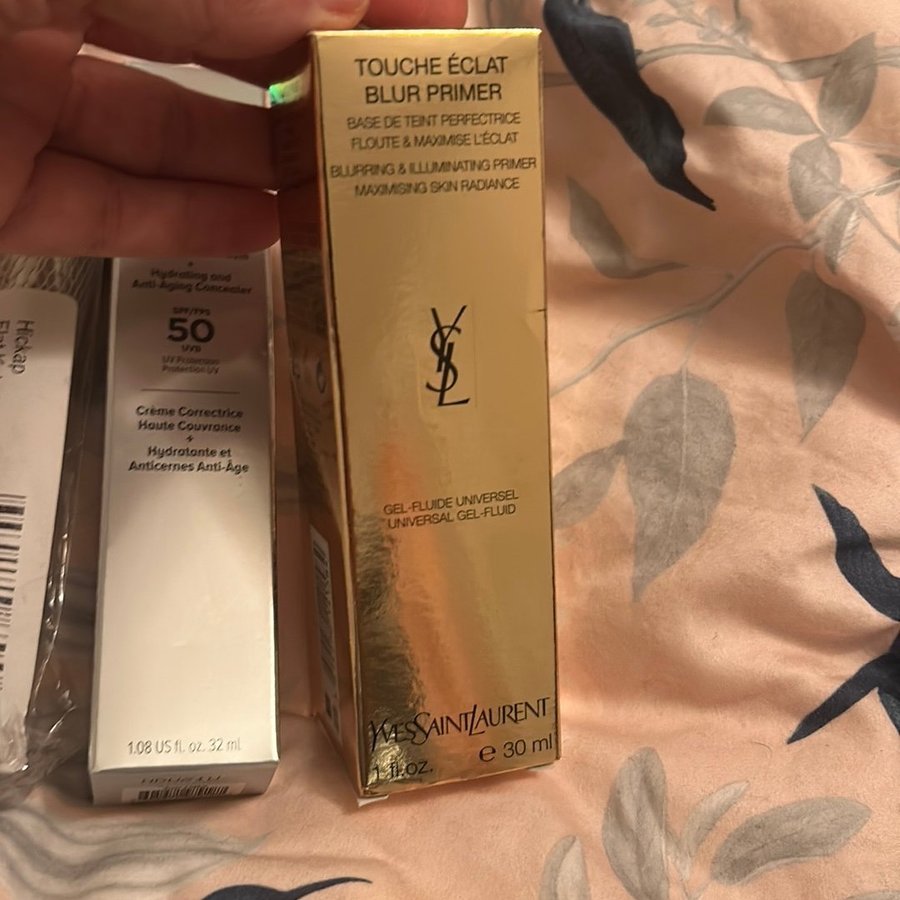 TOUCHE ÉCLAT
BLUR PRIMER
BASE DE TEINT PERFECTRICE
FLOUTE & MAXIMISE L'ÉCLAT
BLURRING & ILLUMINATING PRIMER
MAXIMISING SKIN RADIANCE
YSL
GEL-FLUIDE UNIVERSEL
UNIVERSAL GEL-FLUID
YVESSAINTLAURENT
1 fl.oz. e 30 ml
+
Hydrating and
Anti-Aging Concealer
SPF/FPS
50
UVB
UV Protection
Protection UV
Crème Correctrice
Haute Couvrance
+
Hydratante et
Anticernes Anti-Âge
1.08 US fl. oz. 32 ml
Hickap